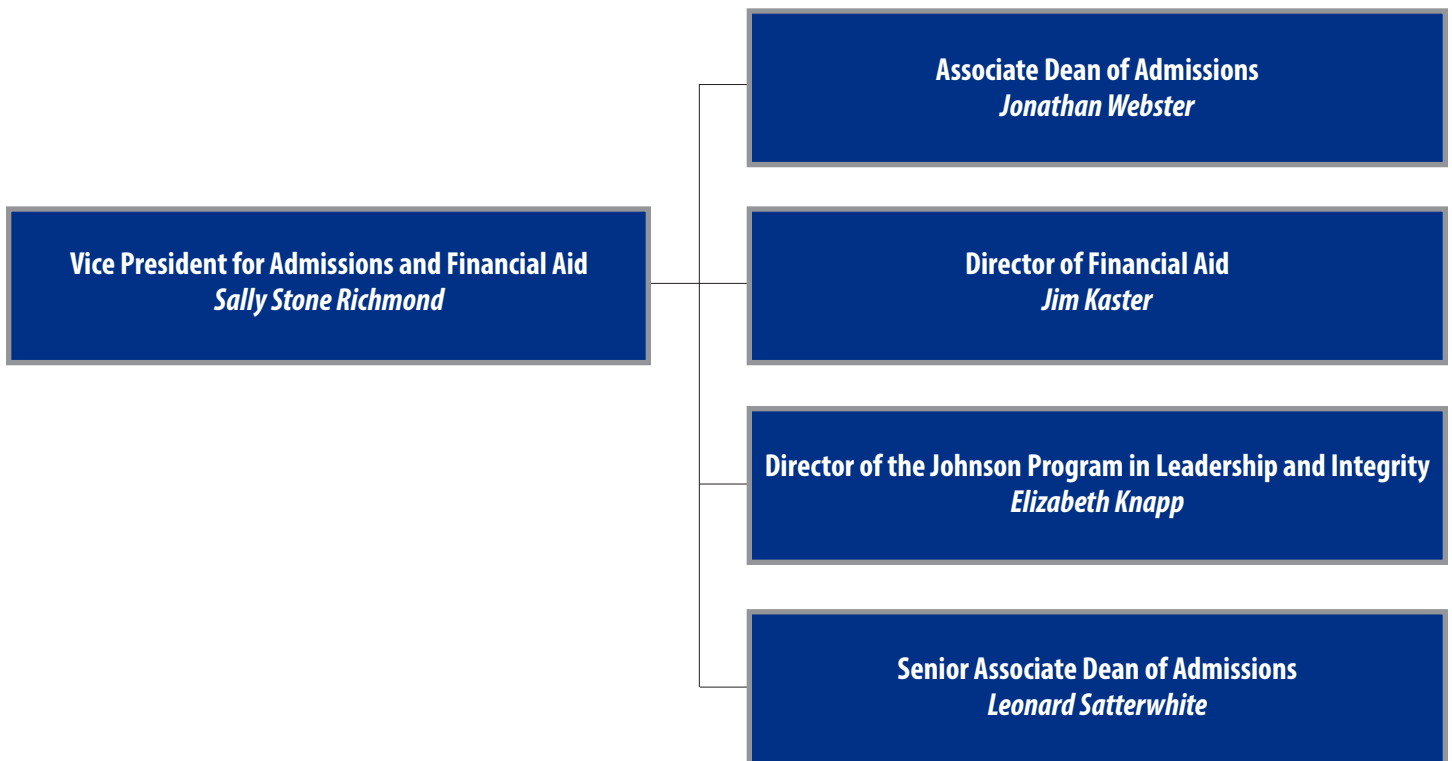 Associate Dean of Admissions
Jonathan Webster
Vice President for Admissions and Financial Aid
Sally Stone Richmond
Director of Financial Aid
Jim Kaster
Director of the Johnson Program in Leadership and Integrity
Elizabeth Knapp
Senior Associate Dean of Admissions
Leonard Satterwhite